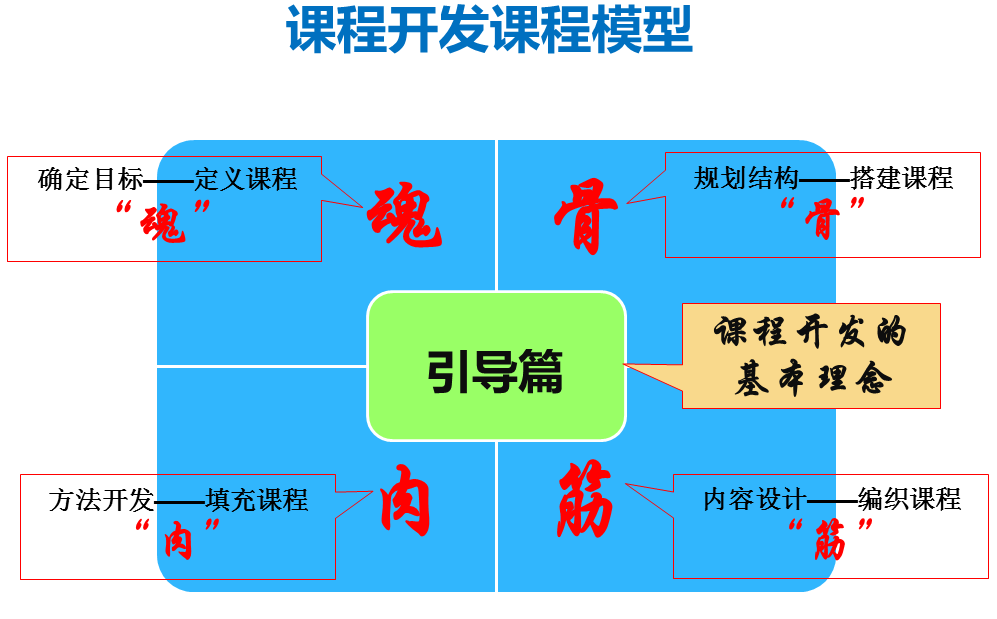 课程开发课程模型
确定目标——定义课程
“魂”
魂
骨
规划结构——搭建课程
“骨”
引导篇
课程开发的
基本理念
方法开发——填充课程
“肉”
肉
筋
内容设计——编织课程
“筋”